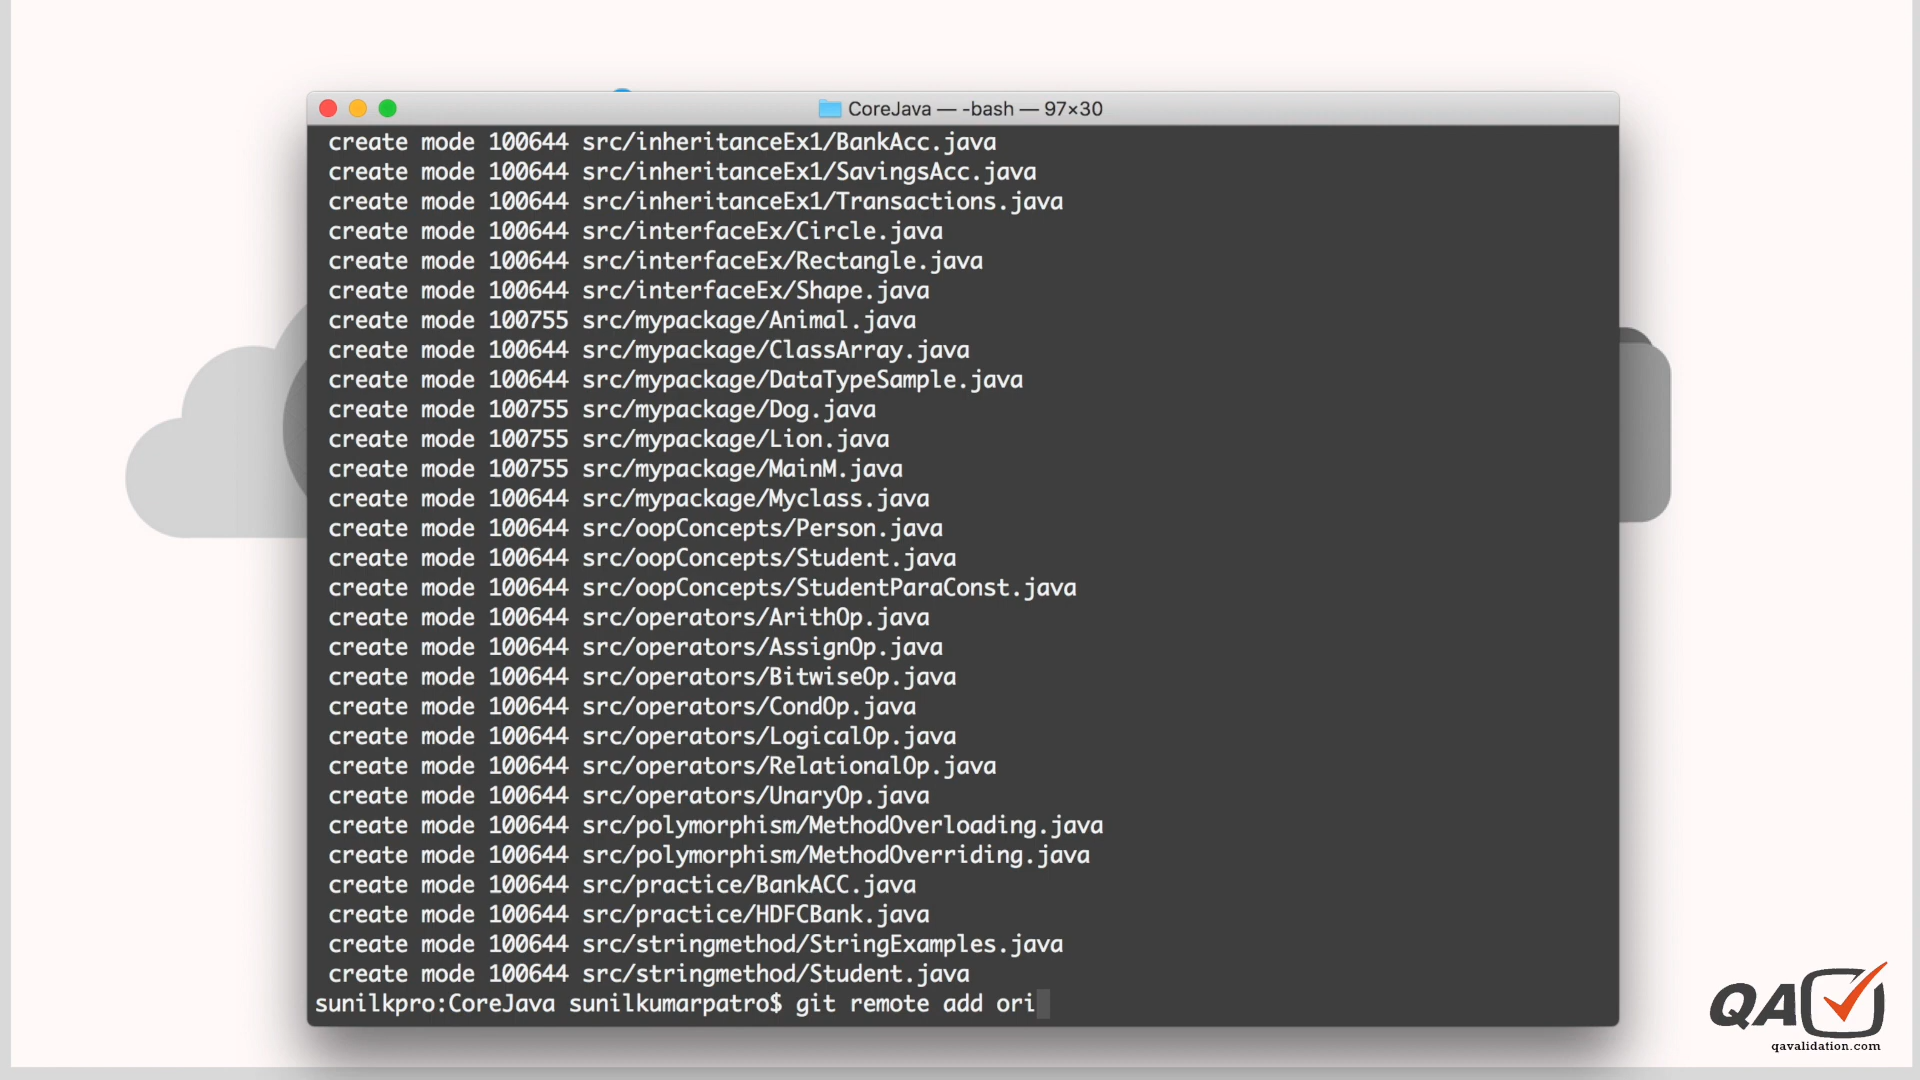 CoreJava — -bash — 97×30
create mode 100644 src/inheritanceEx1/BankAcc.java
create mode 100644 src/inheritanceEx1/SavingsAcc.java
create mode 100644 src/inheritanceEx1/Transactions.java
create mode 100644 src/interfaceEx/Circle.java
create mode 100644 src/interfaceEx/Rectangle.java
create mode 100644 src/interfaceEx/Shape.java
create mode 100755 src/mypackage/Animal.java
create mode 100644 src/mypackage/ClassArray.java
create mode 100644 src/mypackage/DataTypeSample.java
create mode 100755 src/mypackage/Dog.java
create mode 100755 src/mypackage/Lion.java
create mode 100755 src/mypackage/MainM.java
create mode 100644 src/mypackage/Myclass.java
create mode 100644 src/oopConcepts/Person.java
create mode 100644 src/oopConcepts/Student.java
create mode 100644 src/oopConcepts/StudentParaConst.java
create mode 100644 src/operators/ArithOp.java
create mode 100644 src/operators/AssignOp.java
create mode 100644 src/operators/BitwiseOp.java
create mode 100644 src/operators/CondOp.java
create mode 100644 src/operators/LogicalOp.java
create mode 100644 src/operators/RelationalOp.java
create mode 100644 src/operators/UnaryOp.java
create mode 100644 src/polymorphism/MethodOverloading.java
create mode 100644 src/polymorphism/MethodOverriding.java
create mode 100644 src/practice/BankACC.java
create mode 100644 src/practice/HDFCBank.java
create mode 100644 src/stringmethod/StringExamples.java
create mode 100644 src/stringmethod/Student.java
sunilkpro:CoreJava sunilkumarpatro$ git remote add ori
QA
qavalidation.com